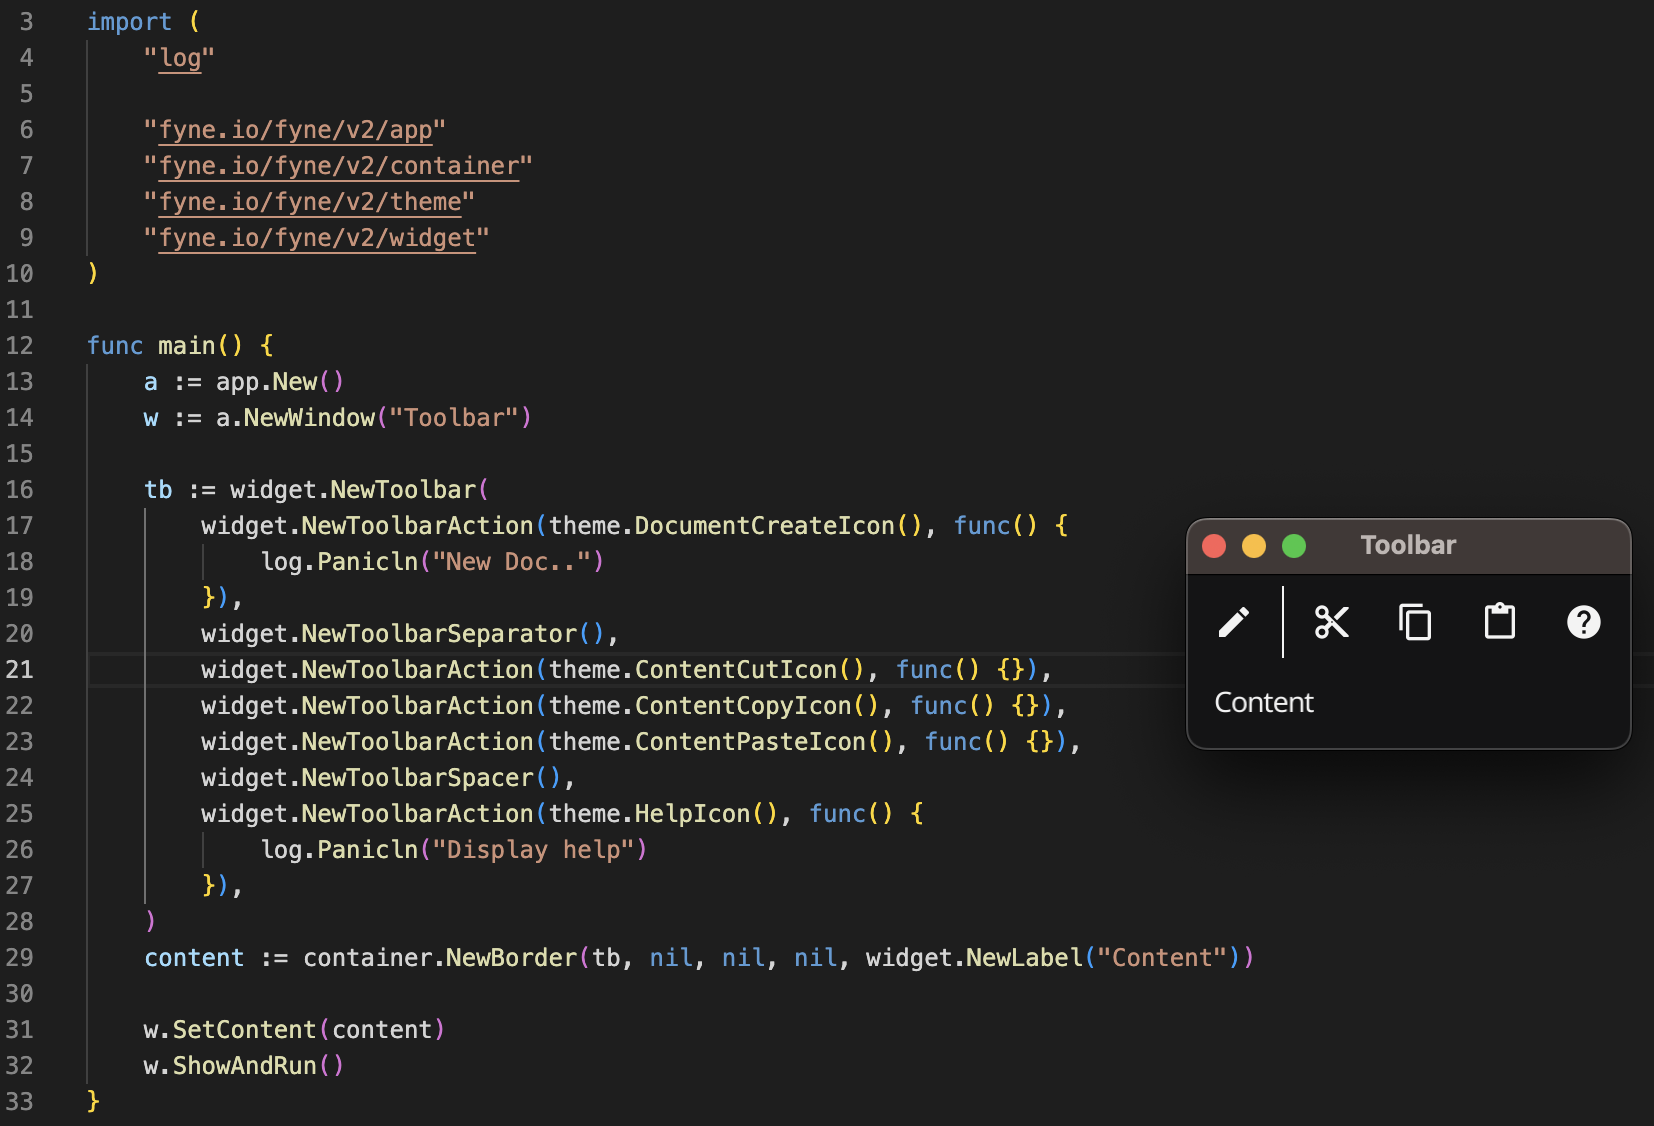 3 import (
4     "log"
5
6     "fyne.io/fyne/v2/app"
7     "fyne.io/fyne/v2/container"
8     "fyne.io/fyne/v2/theme"
9     "fyne.io/fyne/v2/widget"
10 )
11
12 func main() {
13     a := app.New()
14     w := a.NewWindow("Toolbar")
15
16     tb := widget.NewToolbar(
17         widget.NewToolbarAction(theme.DocumentCreateIcon(), func() {
18             log.Panicln("New Doc..")
19         }),
20         widget.NewToolbarSeparator(),
21         widget.NewToolbarAction(theme.ContentCutIcon(), func() {}),
22         widget.NewToolbarAction(theme.ContentCopyIcon(), func() {}),
23         widget.NewToolbarAction(theme.ContentPasteIcon(), func() {}),
24         widget.NewToolbarSpacer(),
25         widget.NewToolbarAction(theme.HelpIcon(), func() {
26             log.Panicln("Display help")
27         }),
28     )
29     content := container.NewBorder(tb, nil, nil, nil, widget.NewLabel("Content"))
30
31     w.SetContent(content)
32     w.ShowAndRun()
33 }
Toolbar
Content